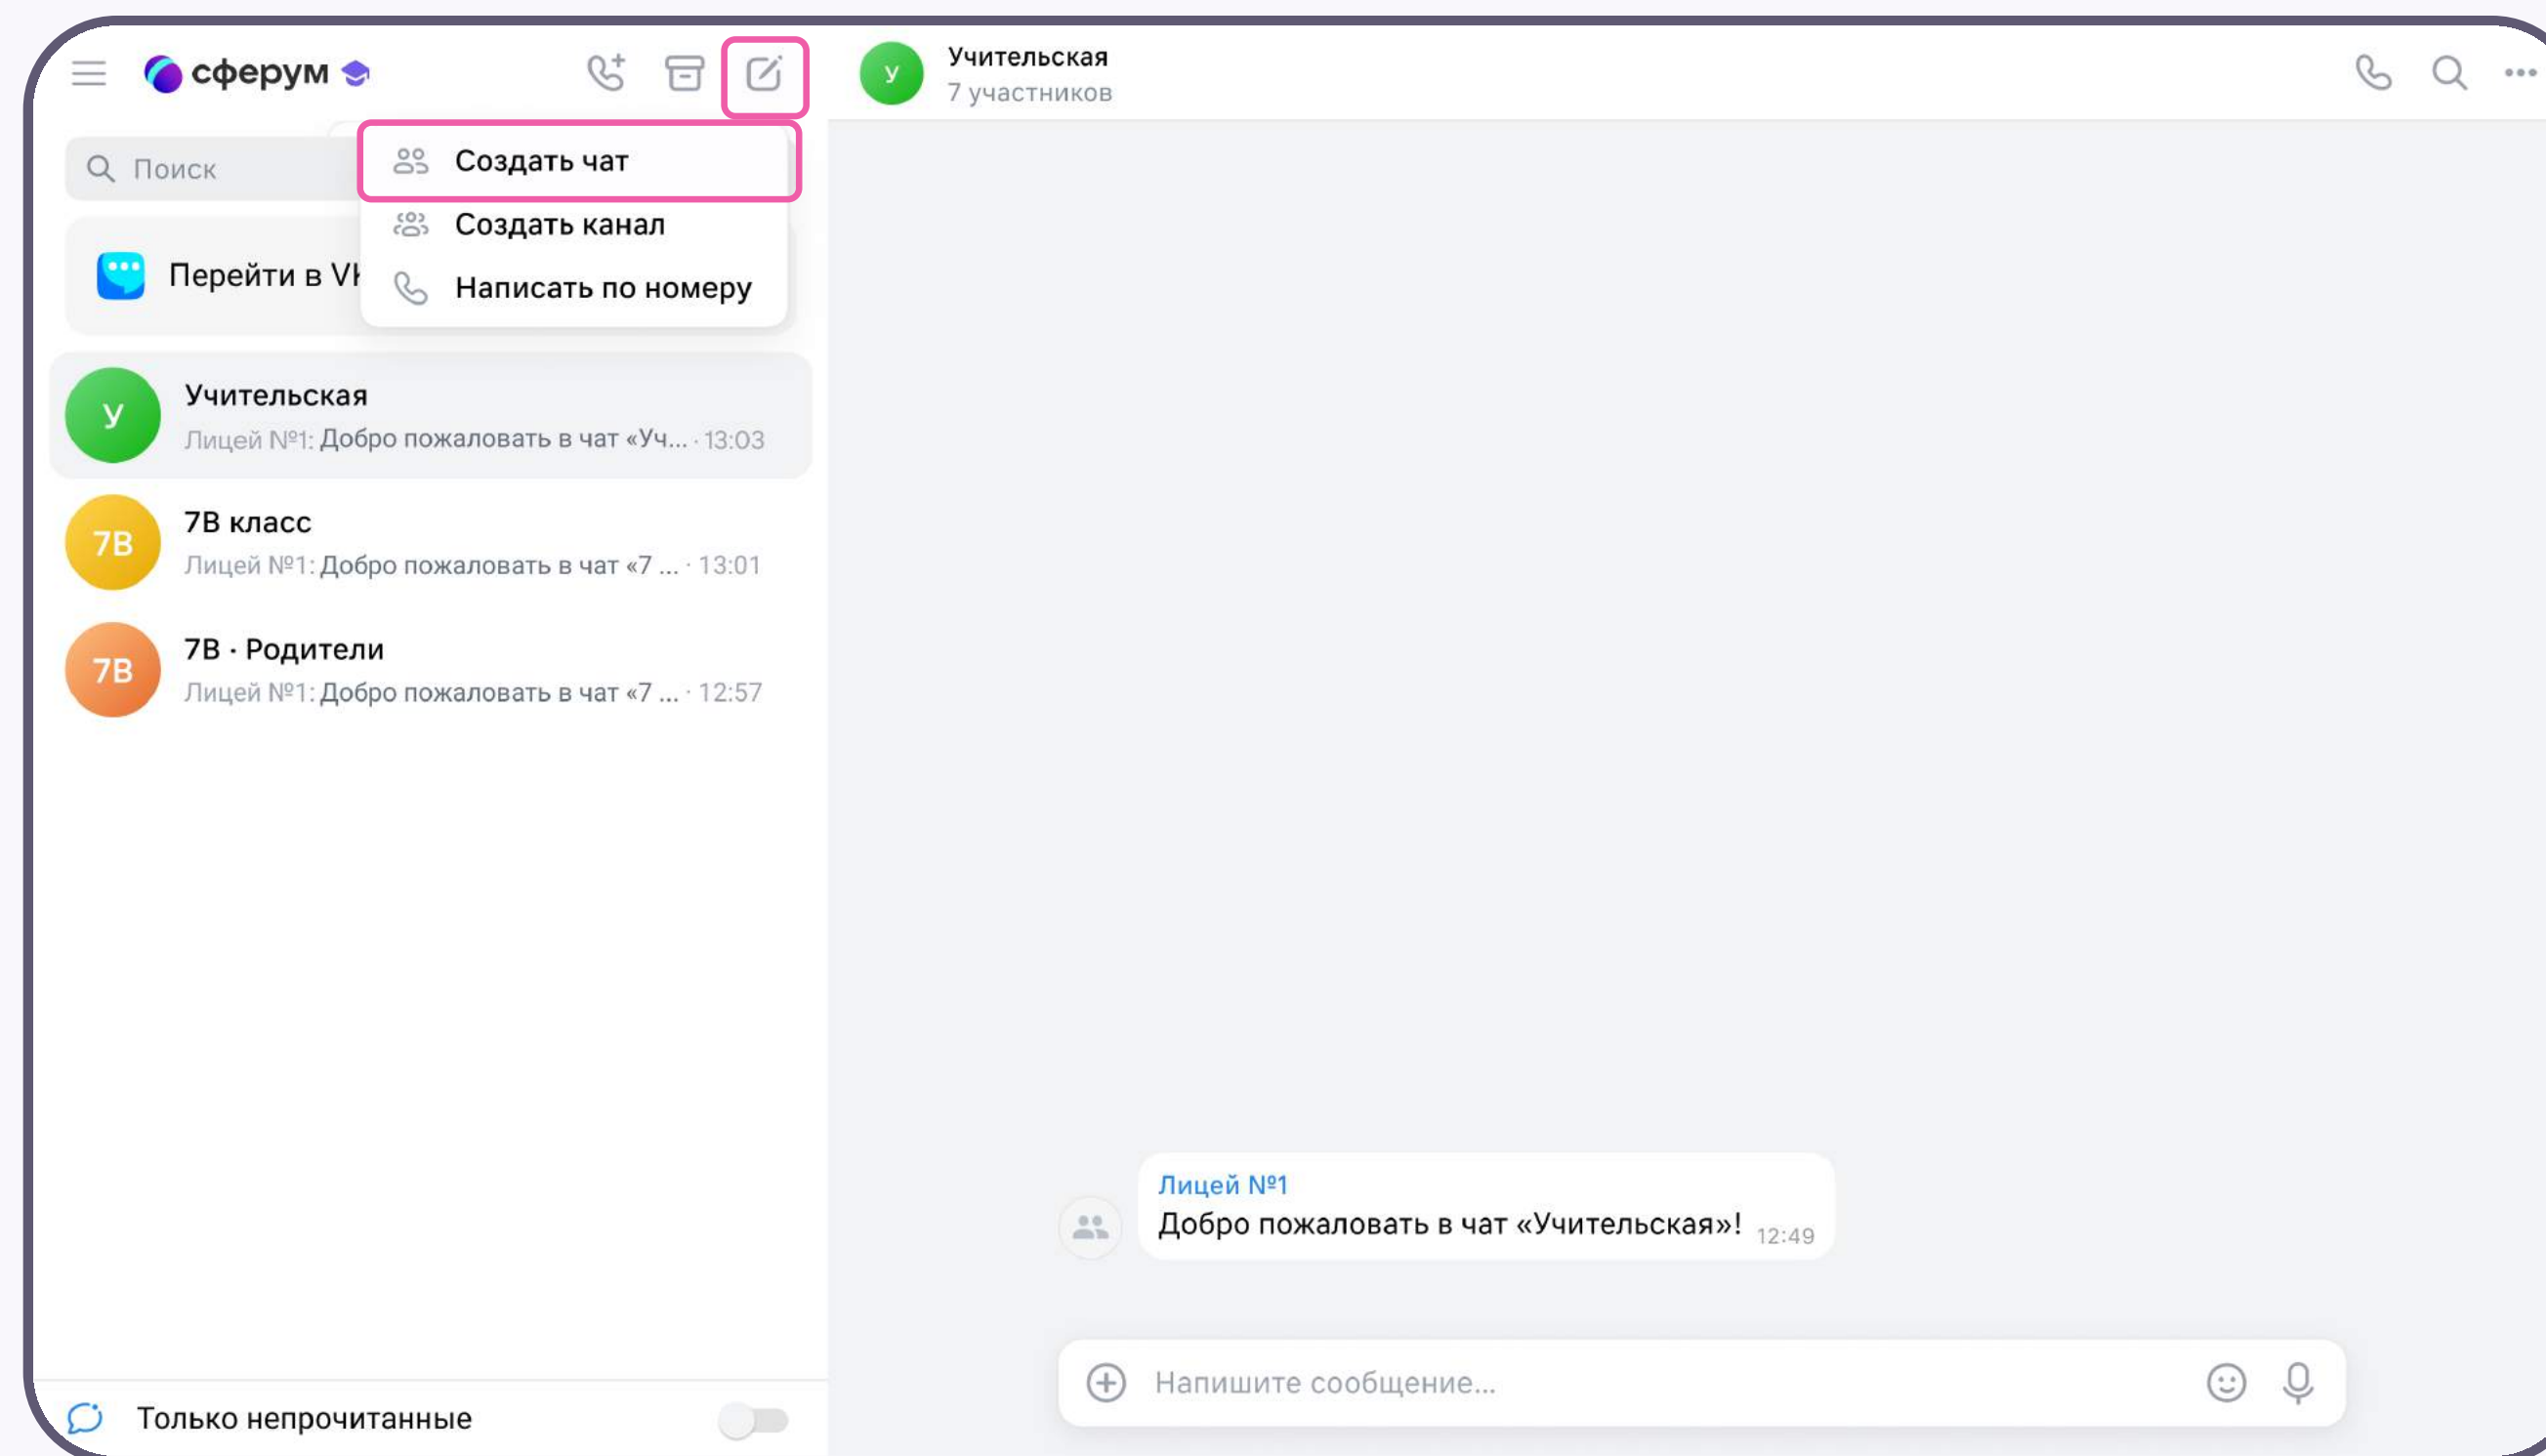 сферум
Поиск
Создать чат
Создать канал
Написать по номеру
Перейти в VK
Учительская
Лицей №1: Добро пожаловать в чат «Уч... · 13:03
7В класс
Лицей №1: Добро пожаловать в чат «7 ... · 13:01
7В · Родители
Лицей №1: Добро пожаловать в чат «7 ... · 12:57
У
7В
7В
Только непрочитанные
У
Учительская
7 участников
Лицей №1
Добро пожаловать в чат «Учительская»! 12:49
Напишите сообщение...